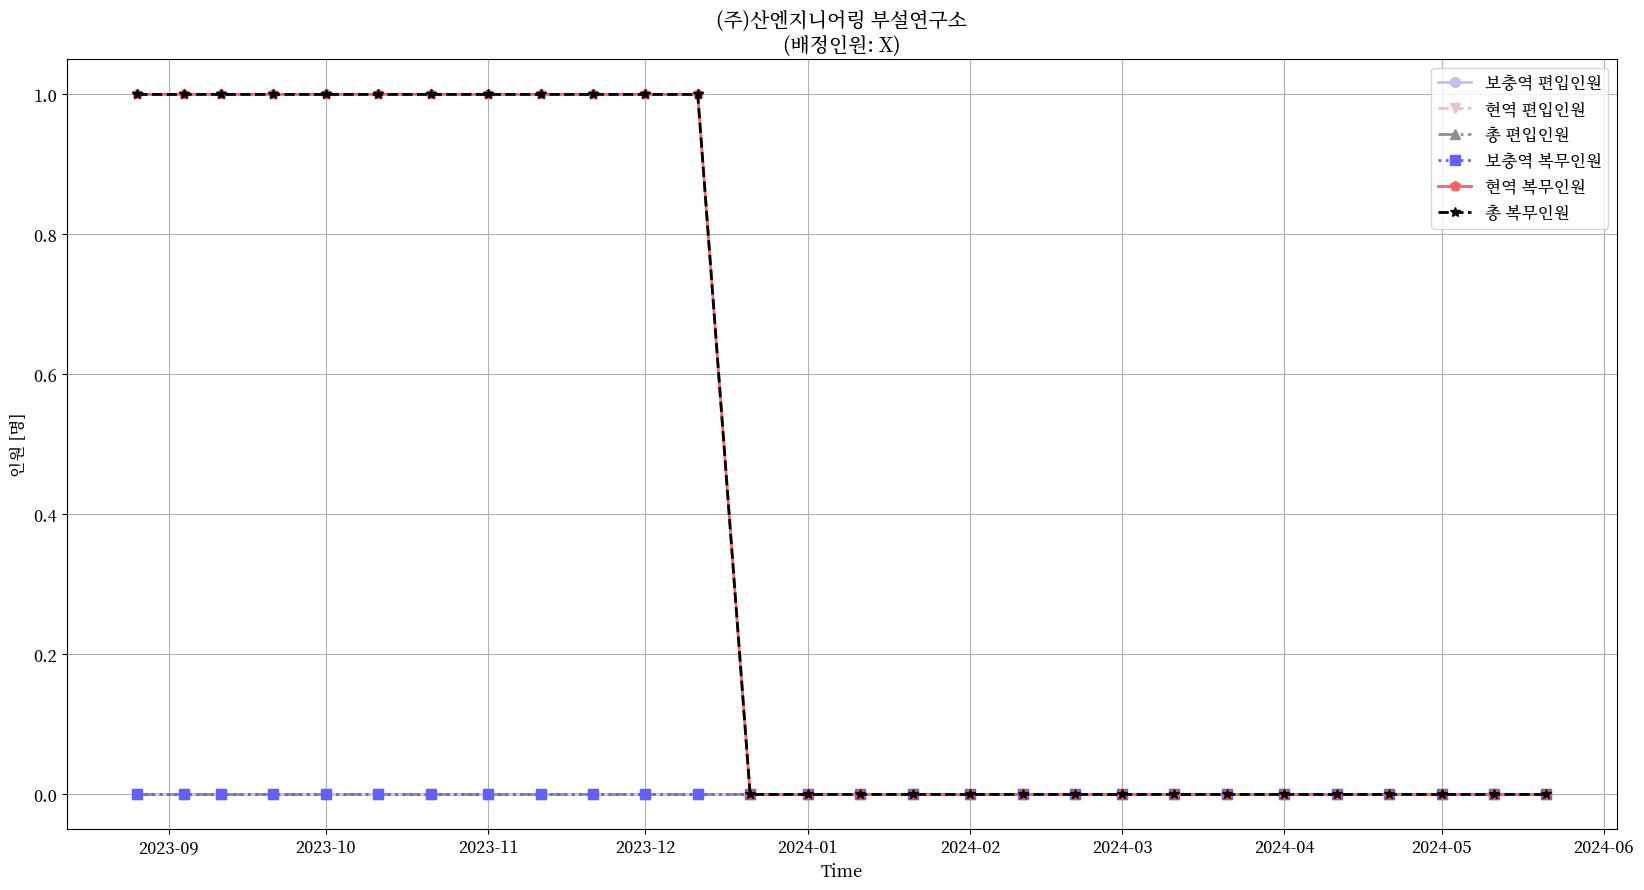 (주)산엔지니어링 부설연구소
(배정인원: X)
보충역 편입인원
현역 편입인원
총 편입인원
보충역 복무인원
현역 복무인원
총 복무인원
인원 [명]
1.0
0.8
0.6
0.4
0.2
0.0
2023-09
2023-10
2023-11
2023-12
2024-01
2024-02
2024-03
2024-04
2024-05
2024-06
Time